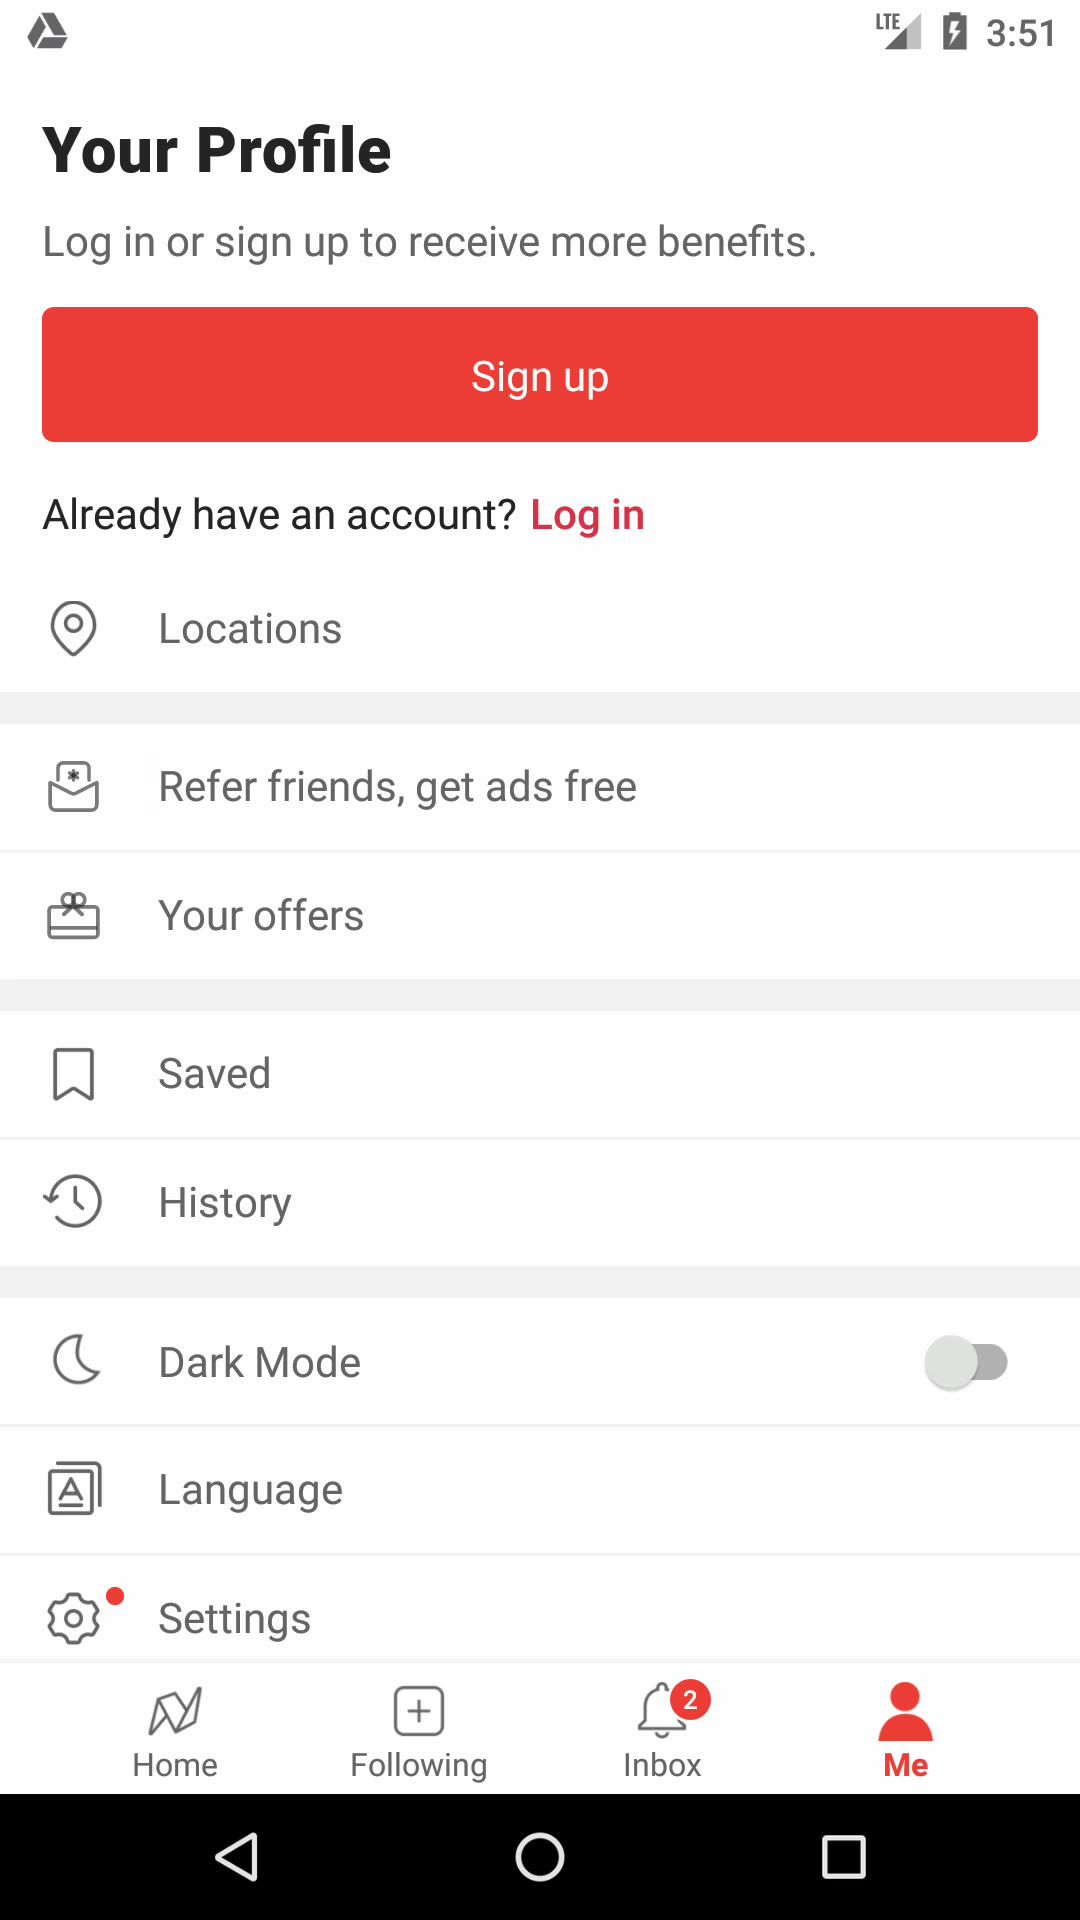 LTE 3:51
Your Profile
Log in or sign up to receive more benefits.
Sign up
Already have an account? Log in
Locations
Refer friends, get ads free
Your offers
Saved
History
Dark Mode
Language
Settings
2
Home Following Inbox Me